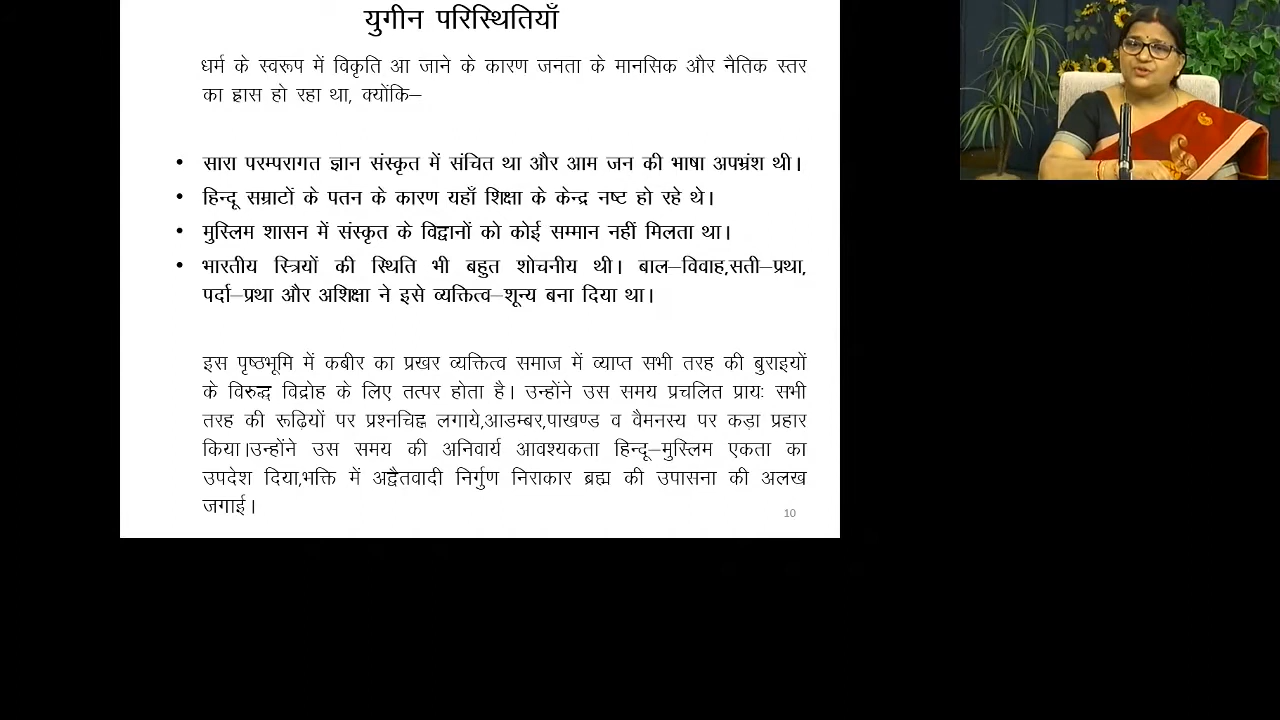 युगीन परिस्थितियाँ
धर्म के स्वरूप में विकृति आ जाने के कारण जनता के मानसिक और नैतिक स्तर
का ह्रास हो रहा था, क्योंकि–
• सारा परम्परागत ज्ञान संस्कृत में संचित था और आम जन की भाषा अपभ्रंश थी।
• हिन्दू सम्राटों के पतन के कारण यहाँ शिक्षा के केन्द्र नष्ट हो रहे थे।
• मुस्लिम शासन में संस्कृत के विद्वानों को कोई सम्मान नहीं मिलता था।
• भारतीय स्त्रियों की स्थिति भी बहुत शोचनीय थी। बाल–विवाह,सती–प्रथा,
पर्दा–प्रथा और अशिक्षा ने इसे व्यक्तित्व–शून्य बना दिया था।
इस पृष्ठभूमि में कबीर का प्रखर व्यक्तित्व समाज में व्याप्त सभी तरह की बुराइयों
के विरुद्ध विद्रोह के लिए तत्पर होता है। उन्होंने उस समय प्रचलित प्रायः सभी
तरह की रूढ़ियों पर प्रश्नचिह्न लगाये,आडम्बर,पाखण्ड व वैमनस्य पर कड़ा प्रहार
किया।उन्होंने उस समय की अनिवार्य आवश्यकता हिन्दू–मुस्लिम एकता का
उपदेश दिया,भक्ति में अद्वैतवादी निर्गुण निराकार ब्रह्म की उपासना की अलख
जगाई।
10